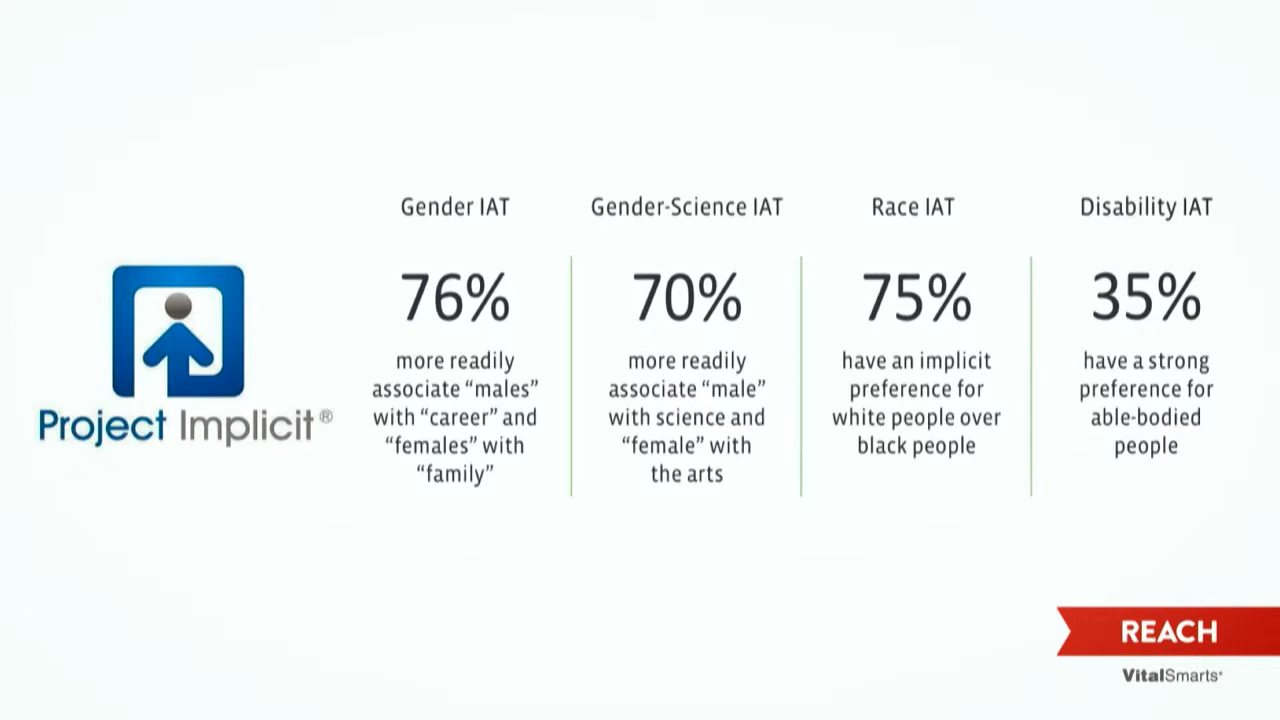 Project Implicit®
Gender IAT
76%
more readily
associate “males”
with “career” and
“females” with
“family”
Gender-Science IAT
70%
more readily
associate “male”
with science and
“female” with
the arts
Race IAT
75%
have an implicit
preference for
white people over
black people
Disability IAT
35%
have a strong
preference for
able-bodied
people
REACH
VitalSmarts